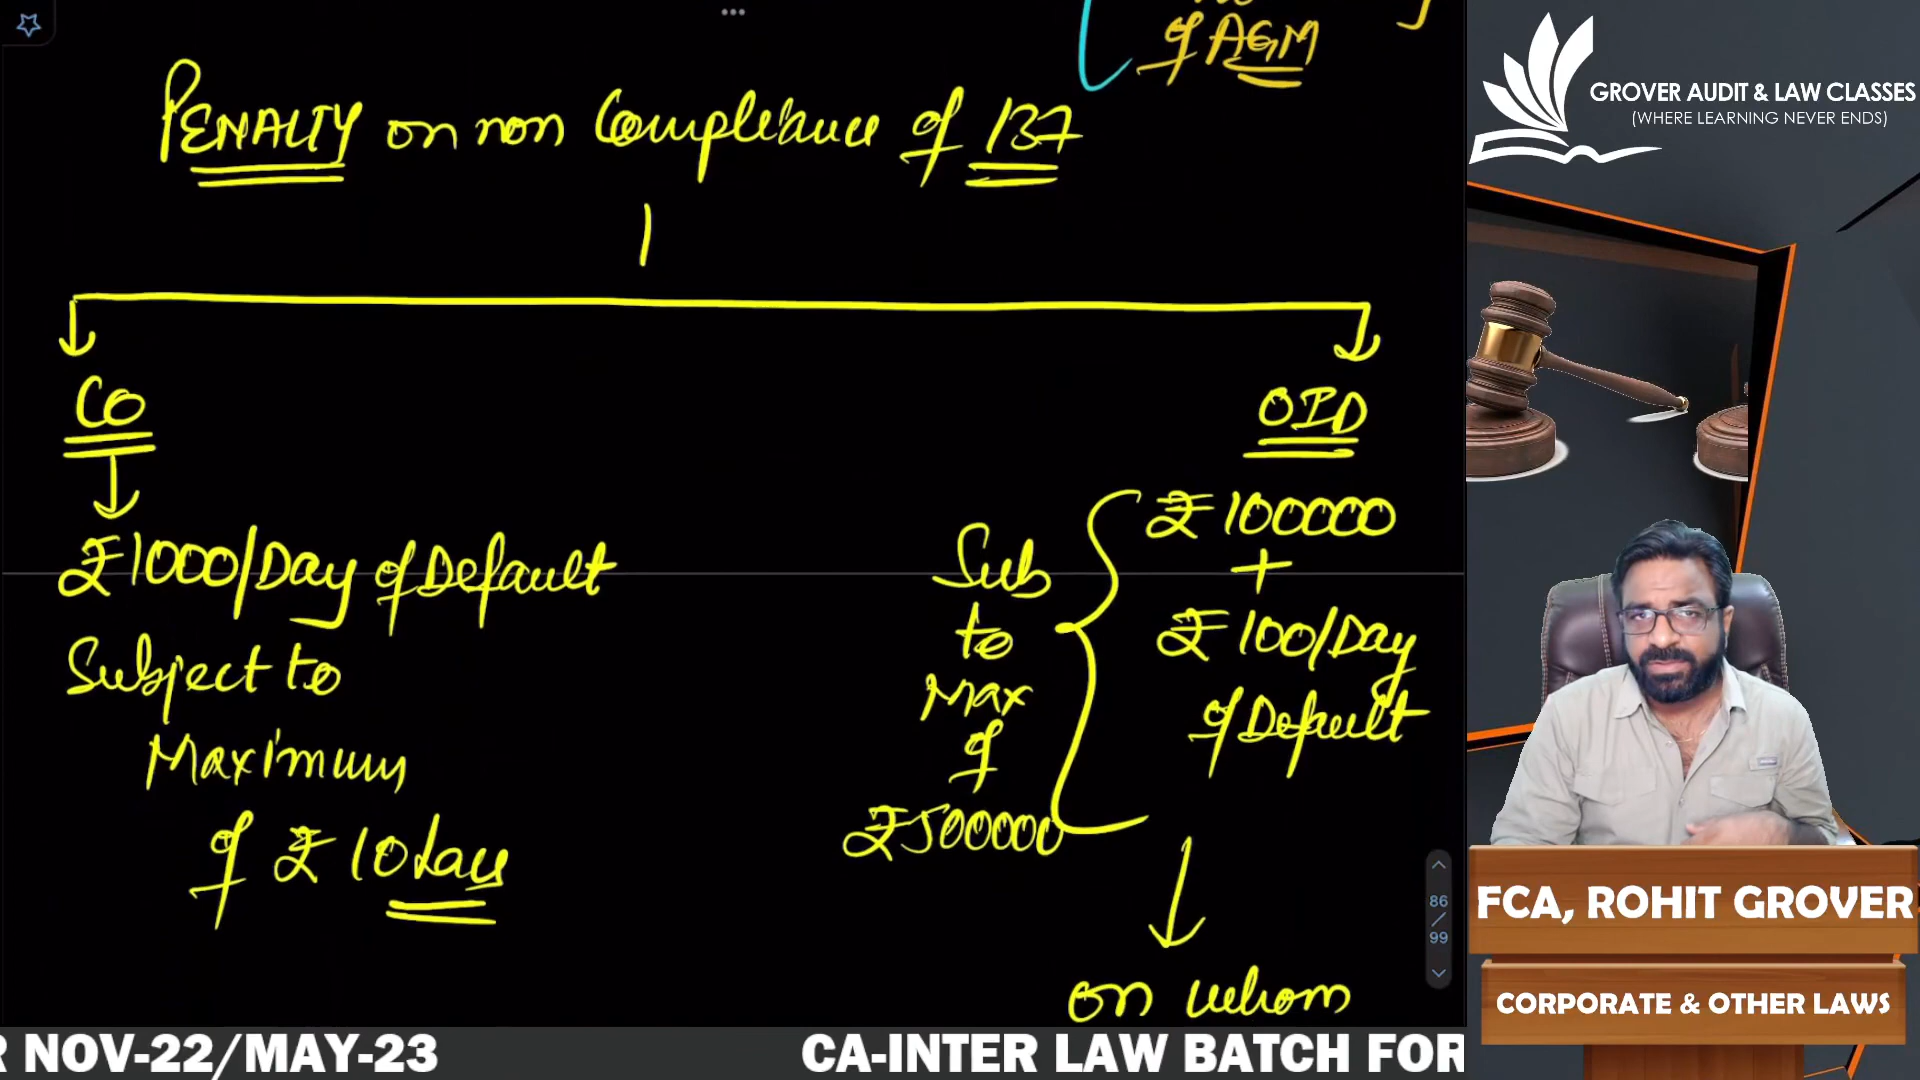 of AGM
PENALTY on non Compliance of 137
CO
₹1000/Day of Default
Subject to
Maximum
of ₹ 10 Lacs
OID
₹ 100000
+
₹ 100/Day
of Default
Sub
to
Max
of
₹500000
on whom
86
99
GROVER AUDIT & LAW CLASSES
(WHERE LEARNING NEVER ENDS)
FCA, ROHIT GROVER
CORPORATE & OTHER LAWS
R NOV-22/MAY-23 CA-INTER LAW BATCH FOR